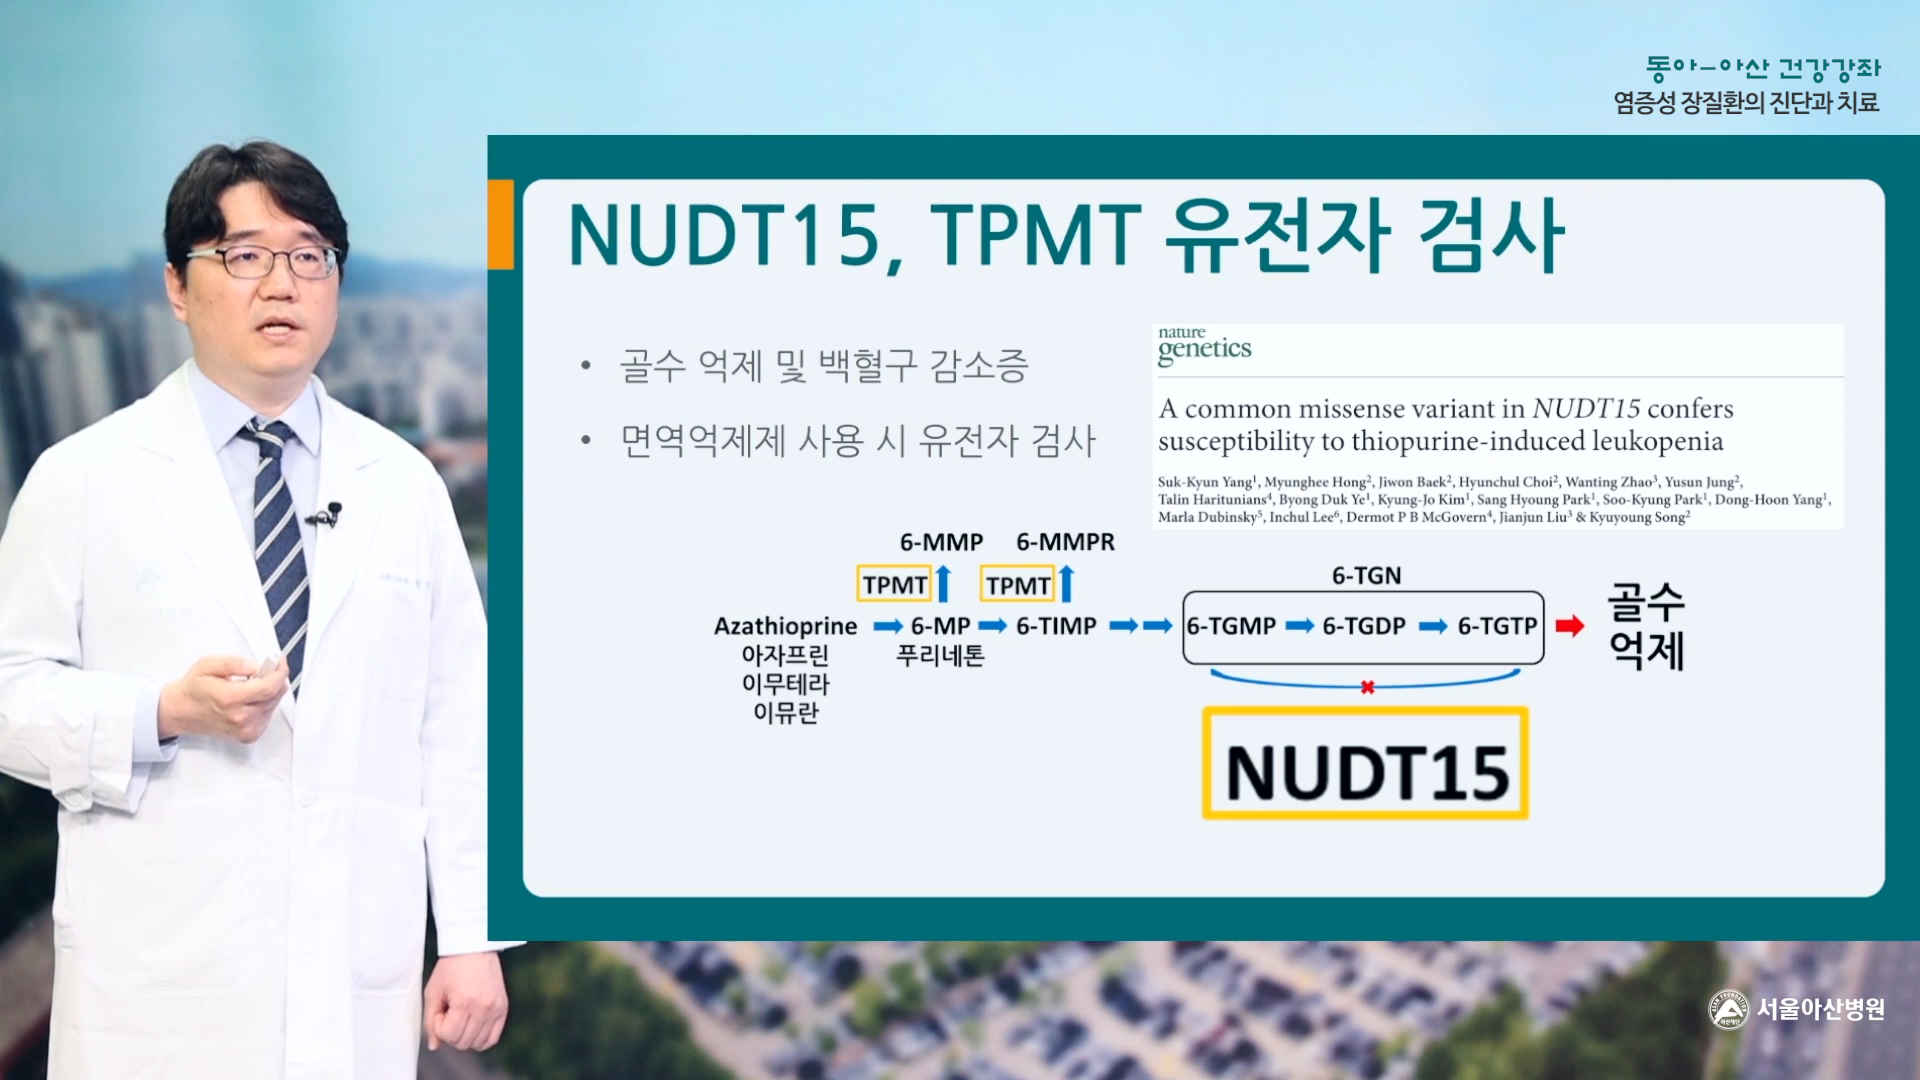 동아-아산 건강강좌
염증성 장질환의 진단과 치료
NUDT15, TPMT 유전자 검사
• 골수 억제 및 백혈구 감소증
• 면역억제제 사용 시 유전자 검사
nature
genetics
A common missense variant in NUDT15 confers
susceptibility to thiopurine-induced leukopenia
Suk-Kyun Yang1, Myunghee Hong2, Jiwon Baek2, Hyunchul Choi2, Wanting Zhao3, Yusun Jung2,
Talin Haritunians4, Byong Duk Ye1, Kyung-Jo Kim1, Sang Hyoung Park1, Soo-Kyung Park1, Dong-Hoon Yang1,
Marla Dubinsky5, Inchul Lee6, Dermot P B McGovern4, Jianjun Liu3 & Kyuyoung Song2
6-MMP 6-MMPR
TPMT TPMT
6-TGN
Azathioprine 6-MP 6-TIMP 6-TGMP 6-TGDP 6-TGTP
골수
억제
아자프린 푸리네톤
이무테라
이뮤란
NUDT15
서울아산병원